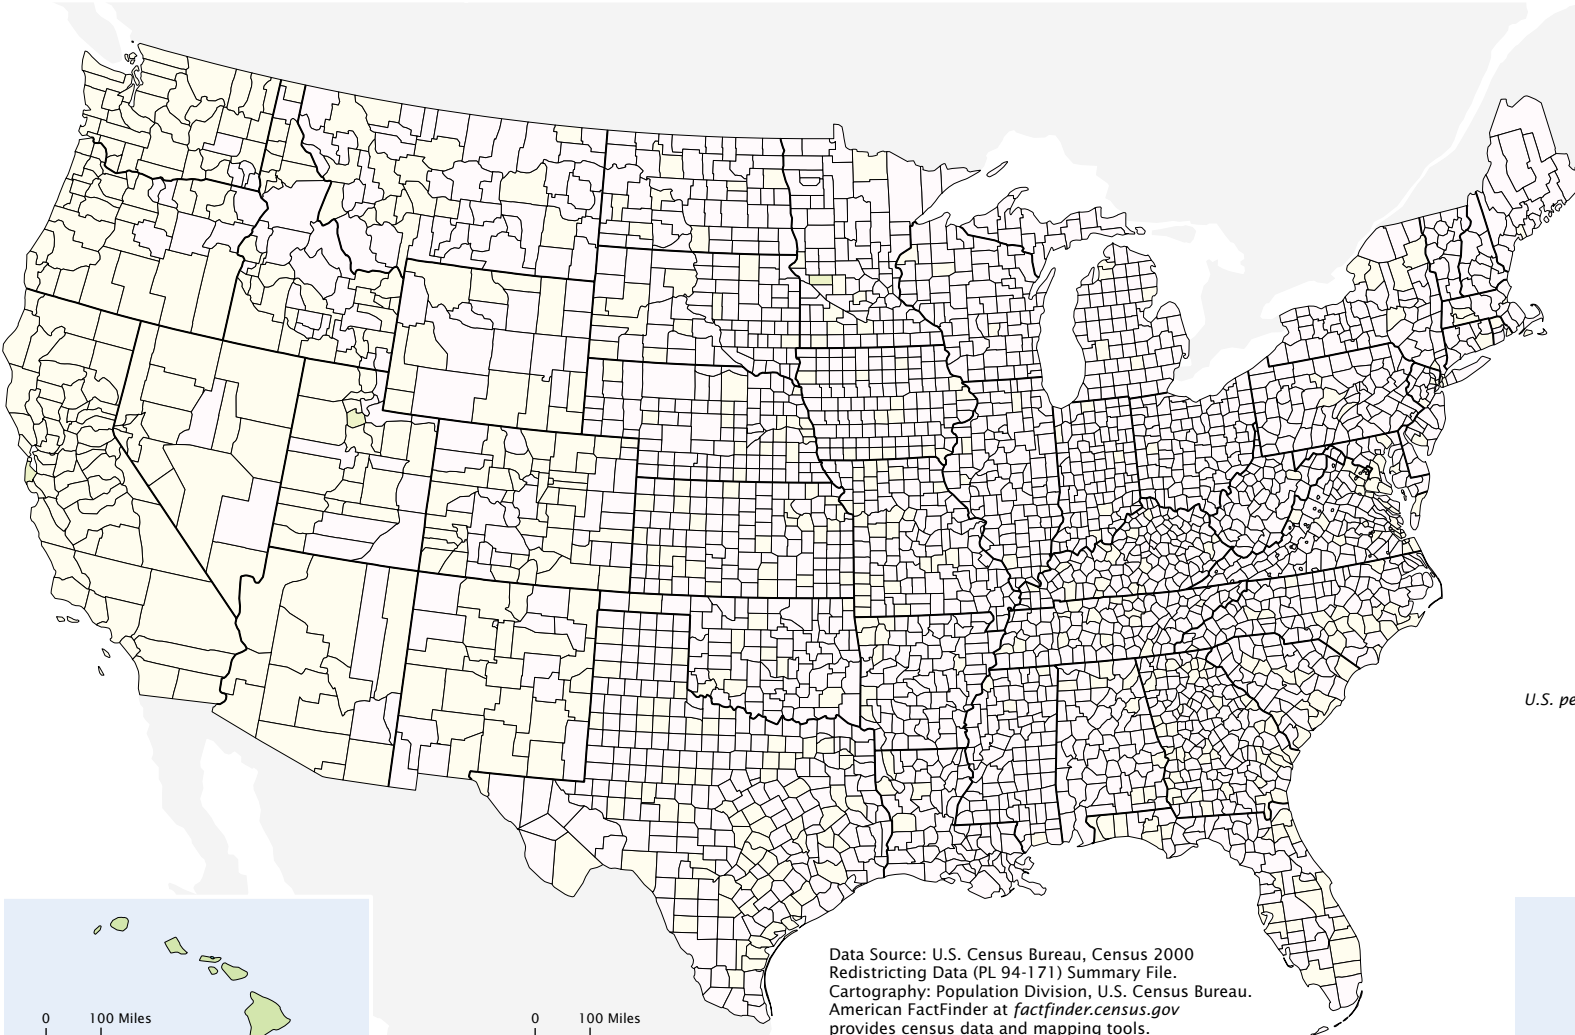 U.S. pe
Data Source: U.S. Census Bureau, Census 2000
Redistricting Data (PL 94-171) Summary File.
Cartography: Population Division, U.S. Census Bureau.
American FactFinder at factfinder.census.gov
provides census data and mapping tools.
0 100 Miles
0 100 Miles